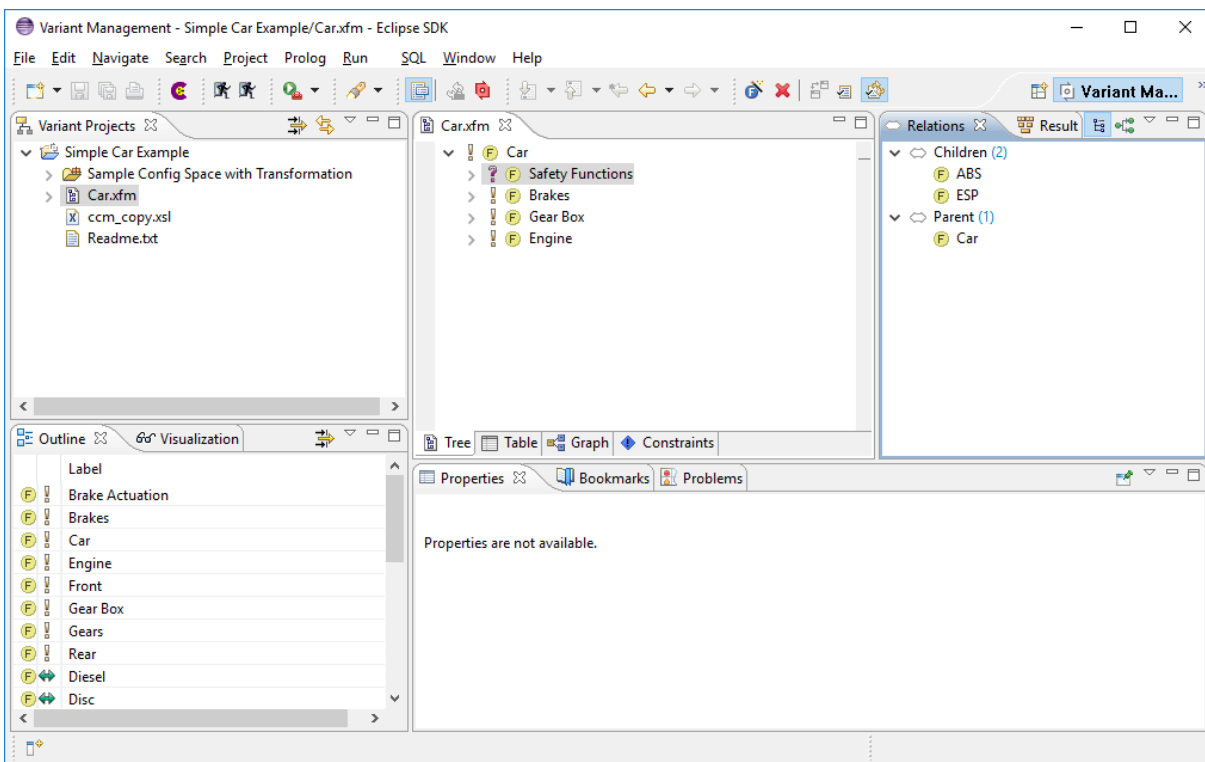 Variant Management - Simple Car Example/Car.xfm - Eclipse SDK
File Edit Navigate Search Project Prolog Run SQL Window Help
Variant Ma...
Variant Projects
Simple Car Example
Sample Config Space with Transformation
Car.xfm
ccm_copy.xsl
Readme.txt
Car.xfm
Car
Safety Functions
Brakes
Gear Box
Engine
Tree Table Graph Constraints
Relations Result
Children (2)
ABS
ESP
Parent (1)
Car
Outline Visualization
Label
Brake Actuation
Brakes
Car
Engine
Front
Gear Box
Gears
Rear
Diesel
Disc
Properties Bookmarks Problems
Properties are not available.